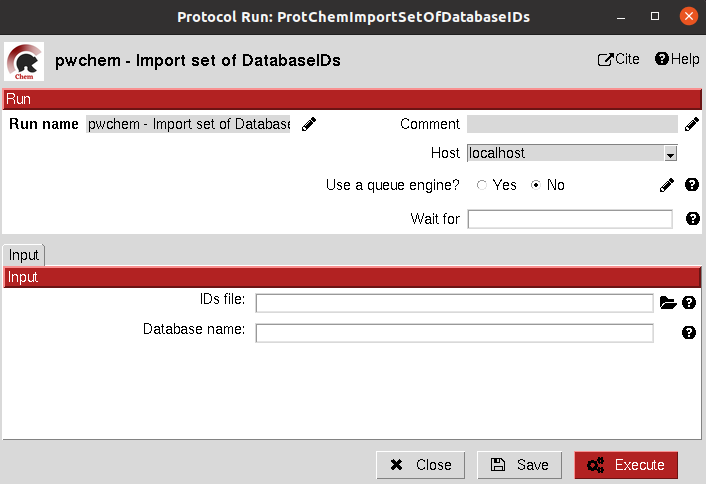 Protocol Run: ProtChemImportSetOfDatabaseIDs
Chem
pwchem - Import set of DatabaseIDs
Cite
Help
Run
Run name pwchem - Import set of Database
Comment
Host localhost
Use a queue engine? Yes No
Wait for
Input
Input
IDs file:
Database name:
Close Save Execute